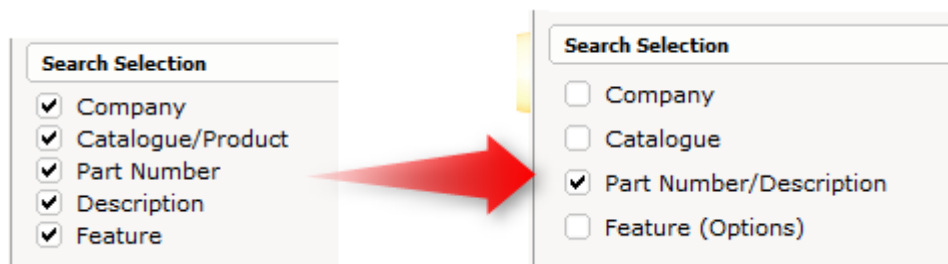 Search Selection
Company
Catalogue/Product
Part Number
Description
Feature
Search Selection
Company
Catalogue
Part Number/Description
Feature (Options)